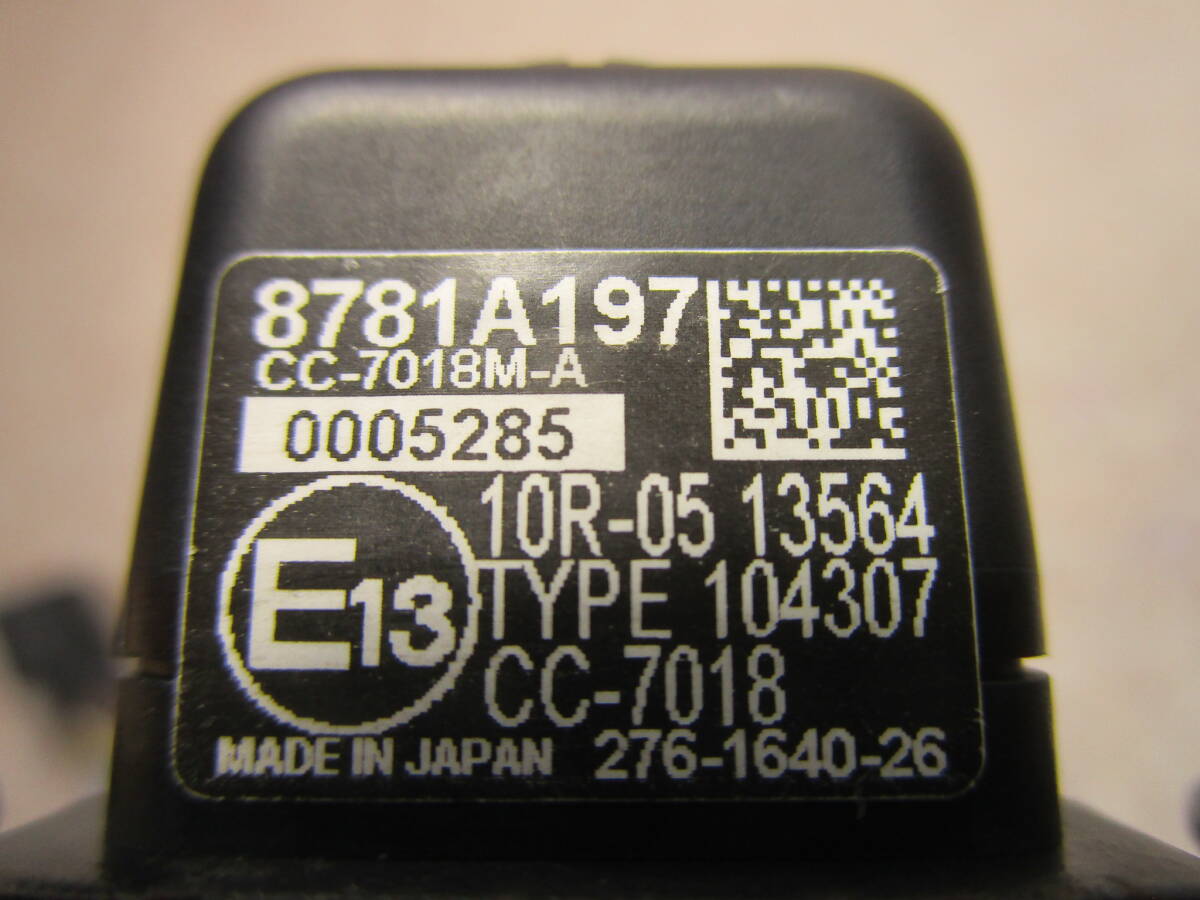 8781A197
CC-7018M-A
0005285
10R-05 13564
E13
TYPE 104307
CC-7018
MADE IN JAPAN 276-1640-26